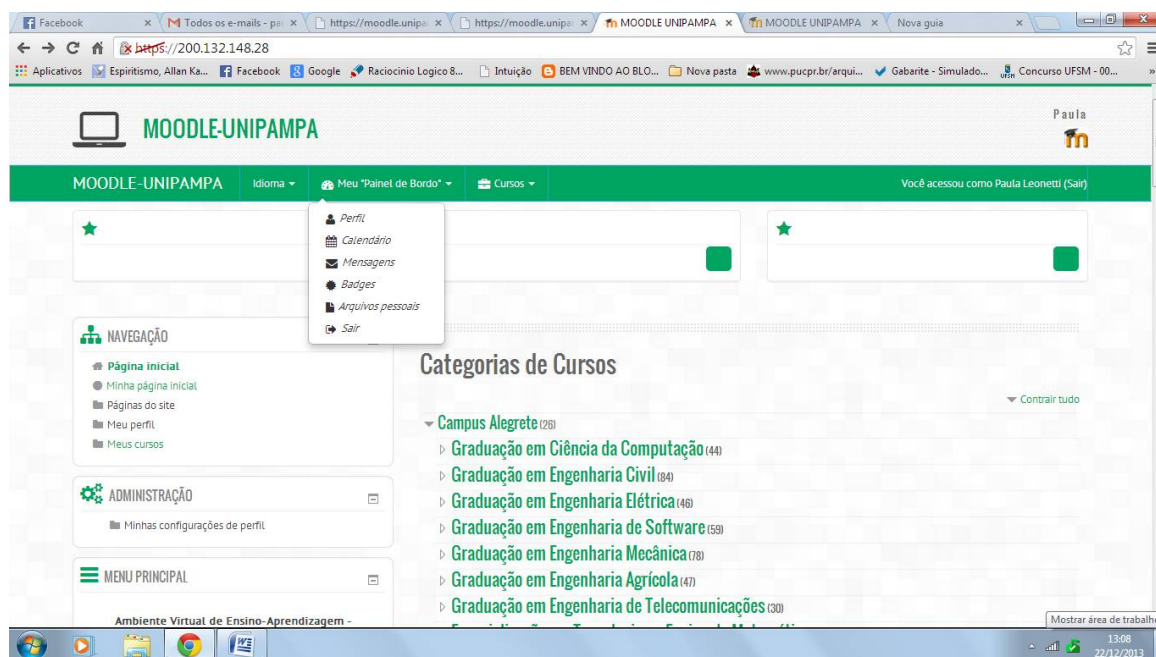 Facebook
M Todos os e-mails - pa
https://moodle.unipa
https://moodle.unipa
MOODLE UNIPAMPA
MOODLE UNIPAMPA
Nova guia
https://200.132.148.28
Aplicativos
Espiritismo, Allan Ka...
Facebook
Google
Raciocinio Logico 8...
Intuição
BEM VINDO AO BLO...
Nova pasta
www.pucpr.br/arqui...
Gabarite - Simulado...
Concurso UFSM - 00...
»
MOODLE-UNIPAMPA
Paula
MOODLE-UNIPAMPA
Idioma
Meu "Painel de Bordo"
Cursos
Você acessou como Paula Leonetti (Sair)
Perfil
Calendário
Mensagens
Badges
Arquivos pessoais
Sair
NAVEGAÇÃO
Página inicial
Minha página inicial
Páginas do site
Meu perfil
Meus cursos
ADMINISTRAÇÃO
Minhas configurações de perfil
MENU PRINCIPAL
Ambiente Virtual de Ensino-Aprendizagem -
Categorias de Cursos
Contrair tudo
Campus Alegrete (26)
Graduação em Ciência da Computação (44)
Graduação em Engenharia Civil (84)
Graduação em Engenharia Elétrica (46)
Graduação em Engenharia de Software (59)
Graduação em Engenharia Mecânica (78)
Graduação em Engenharia Agrícola (47)
Graduação em Engenharia de Telecomunicações (30)
Mostrar área de trabalho
13:08
22/12/2013